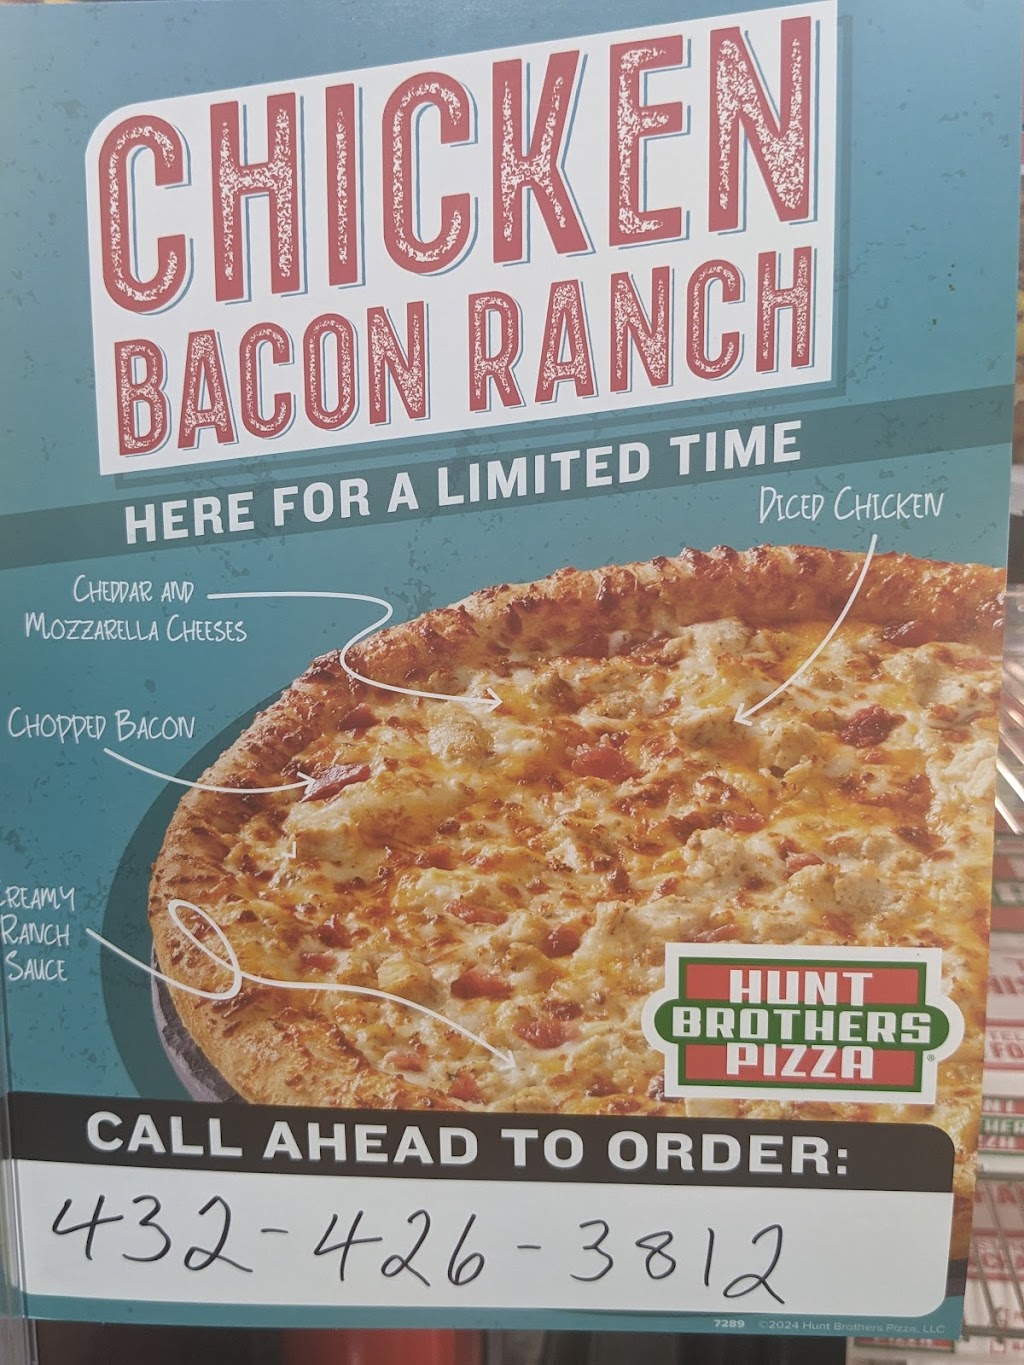 CHICKEN
BACON RANCH
HERE FOR A LIMITED TIME
DICED CHICKEN
CHEDDAR AND
MOZZARELLA CHEESES
CHOPPED BACON
CREAMY
RANCH
SAUCE
HUNT
BROTHERS®
PIZZA
CALL AHEAD TO ORDER:
432-426-3812
7289 ©2024 Hunt Brothers Pizza, LLC